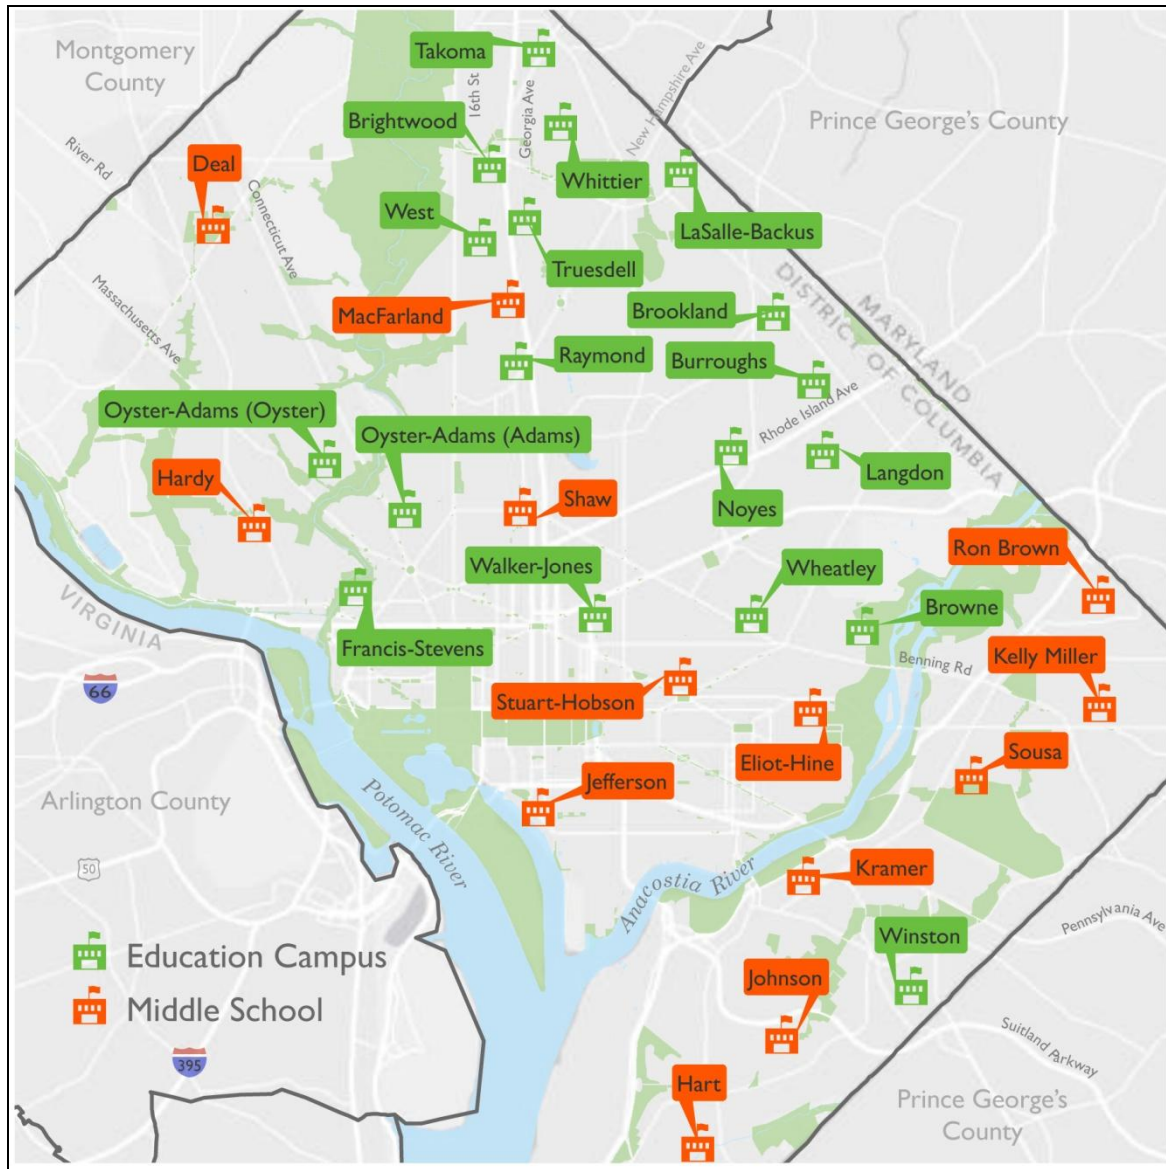 Montgomery
County
Takoma
16th St
Georgia Ave
New Hampshire Ave
Prince George's County
Brightwood
River Rd
Deal
Connecticut Ave
Whittier
West
LaSalle-Backus
Truesdell
Massachusetts Ave
MacFarland
Brookland
MARYLAND
DISTRICT OF COLUMBIA
Raymond
Burroughs
Rhode Island Ave
Oyster-Adams (Oyster)
Oyster-Adams (Adams)
Hardy
Shaw
Noyes
Langdon
Ron Brown
Walker-Jones
Wheatley
VIRGINIA
Browne
Francis-Stevens
Benning Rd
Kelly Miller
66
Stuart-Hobson
Eliot-Hine
Sousa
Arlington County
Potomac River
Jefferson
50
Anacostia River
Kramer
Pennsylvania Ave
Winston
Education Campus
Johnson
Middle School
Suitland Parkway
395
Hart
Prince George's
County